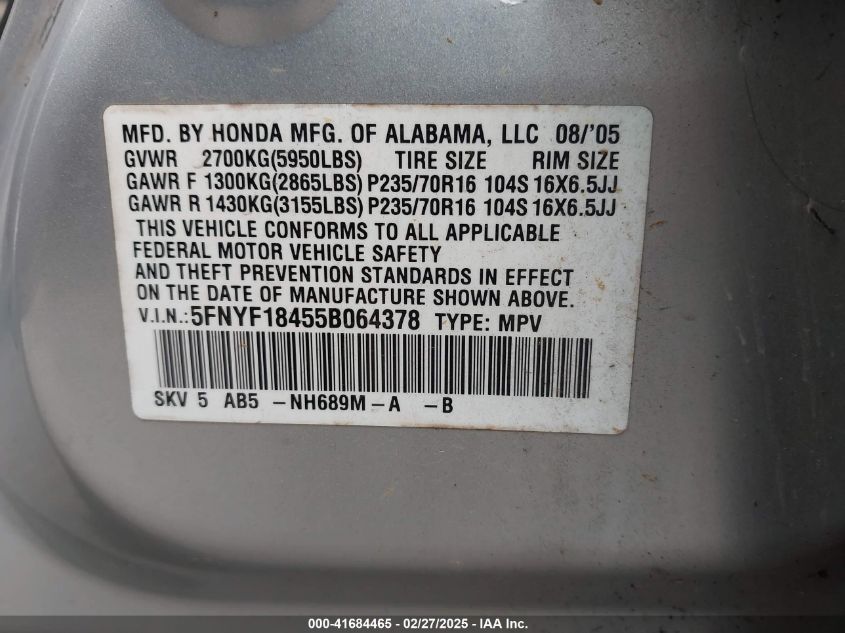 MFD. BY HONDA MFG. OF ALABAMA, LLC 08/'05
GVWR 2700KG(5950LBS) TIRE SIZE RIM SIZE
GAWR F 1300KG(2865LBS) P235/70R16 104S 16X6.5JJ
GAWR R 1430KG(3155LBS) P235/70R16 104S 16X6.5JJ
THIS VEHICLE CONFORMS TO ALL APPLICABLE
FEDERAL MOTOR VEHICLE SAFETY
AND THEFT PREVENTION STANDARDS IN EFFECT
ON THE DATE OF MANUFACTURE SHOWN ABOVE.
V.I.N.:5FNYF18455B064378 TYPE: MPV
SKV 5 AB5 -NH689M-A -B
000-41684465 - 02/27/2025 - IAA Inc.